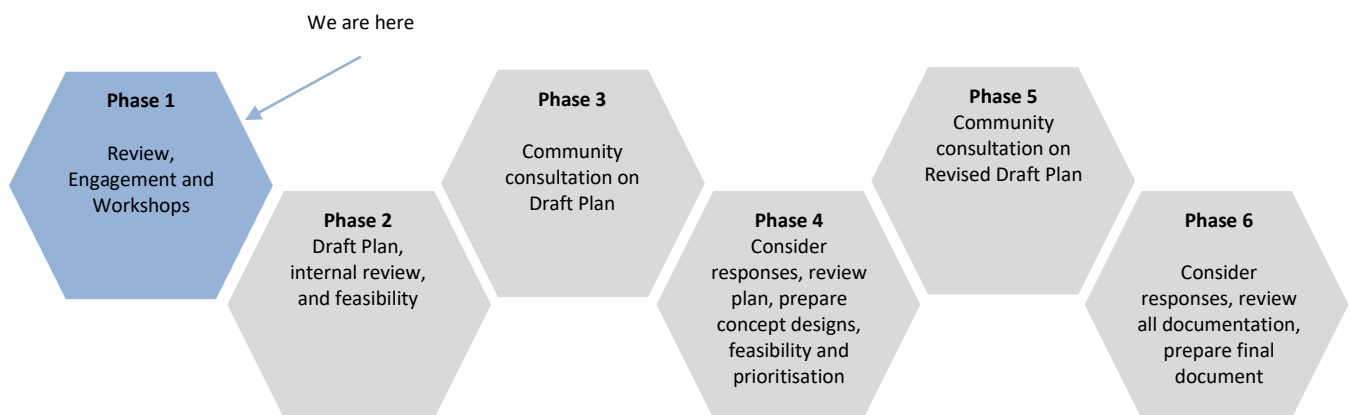 We are here
Phase 1
Review,
Engagement and
Workshops
Phase 2
Draft Plan,
internal review,
and feasibility
Phase 3
Community
consultation on
Draft Plan
Phase 4
Consider
responses, review
plan, prepare
concept designs,
feasibility and
prioritisation
Phase 5
Community
consultation on
Revised Draft Plan
Phase 6
Consider
responses, review
all documentation,
prepare final
document